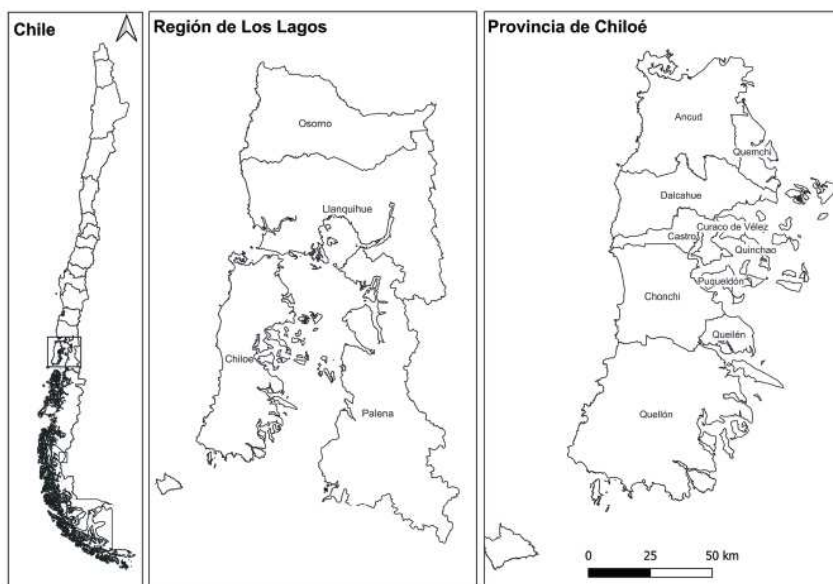 Chile
Región de Los Lagos
Osorno
Llanquihue
Chiloe
Palena
Provincia de Chiloé
Ancud
Quemchi
Dalcahue
Curaco de Vélez
Castro
Quinchao
Puqueldón
Chonchi
Queilén
Quellón
0 25 50 km